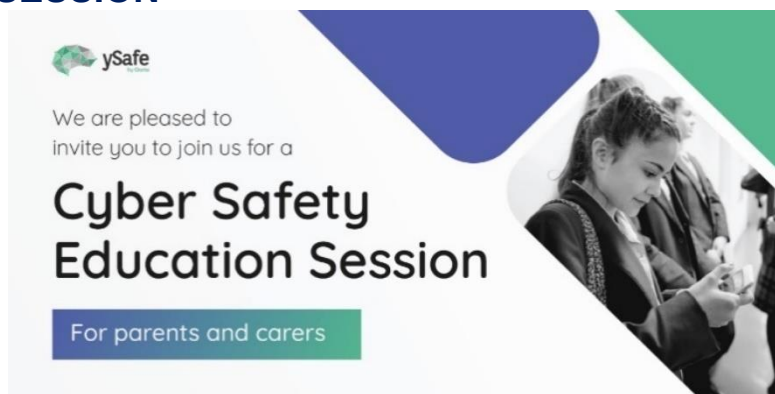 SESSION
ySafe
We are pleased to
invite you to join us for a
Cyber Safety
Education Session
For parents and carers